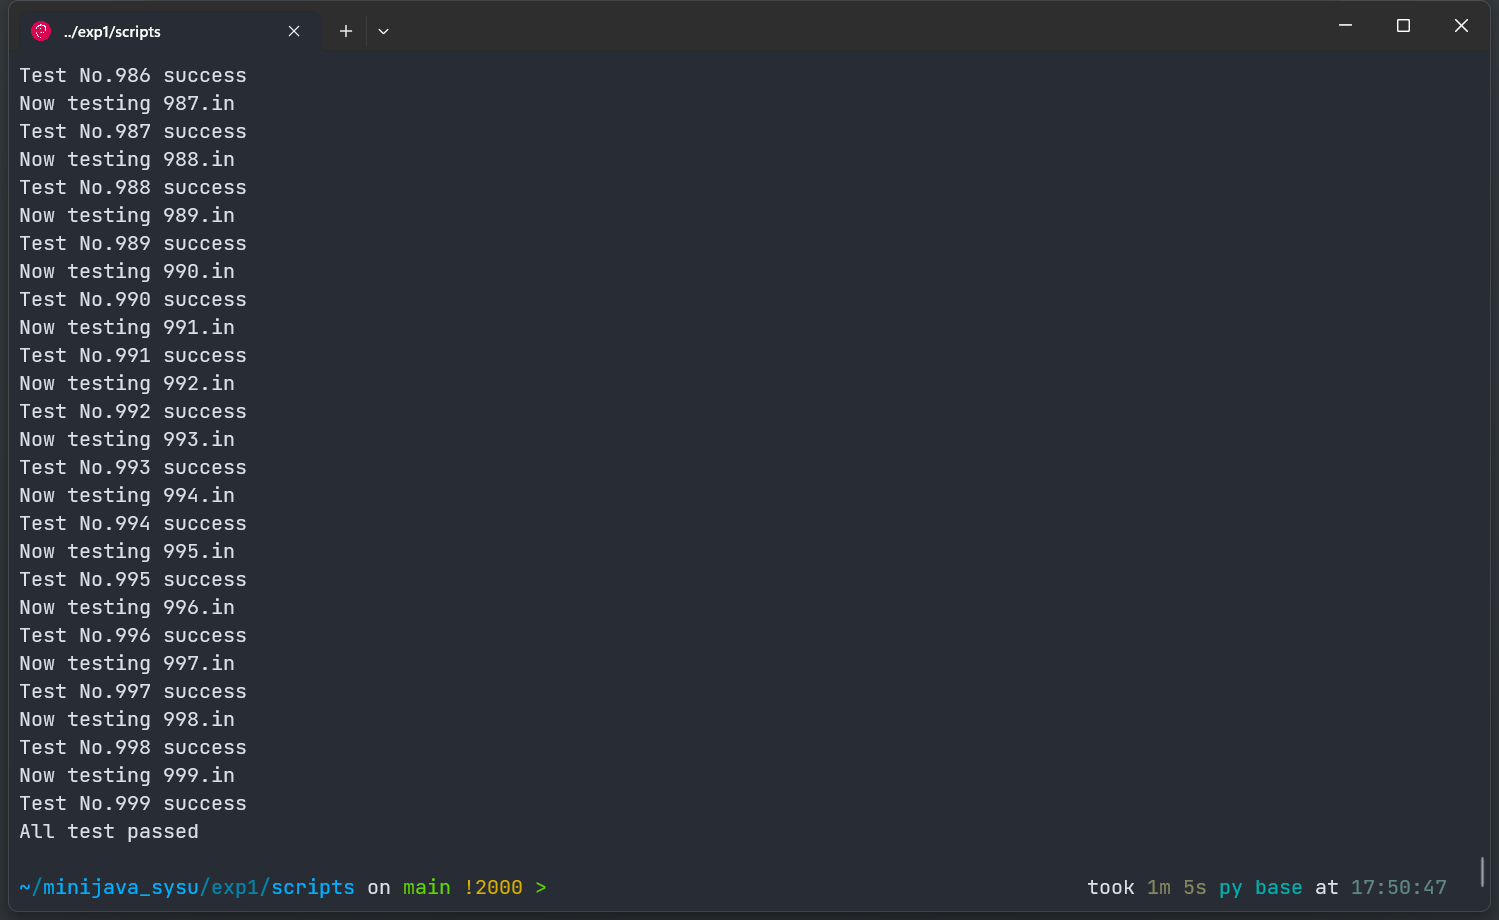 ../exp1/scripts
Test No.986 success
Now testing 987.in
Test No.987 success
Now testing 988.in
Test No.988 success
Now testing 989.in
Test No.989 success
Now testing 990.in
Test No.990 success
Now testing 991.in
Test No.991 success
Now testing 992.in
Test No.992 success
Now testing 993.in
Test No.993 success
Now testing 994.in
Test No.994 success
Now testing 995.in
Test No.995 success
Now testing 996.in
Test No.996 success
Now testing 997.in
Test No.997 success
Now testing 998.in
Test No.998 success
Now testing 999.in
Test No.999 success
All test passed
~/minijava_sysu/exp1/scripts on main !2000 > took 1m 5s py base at 17:50:47